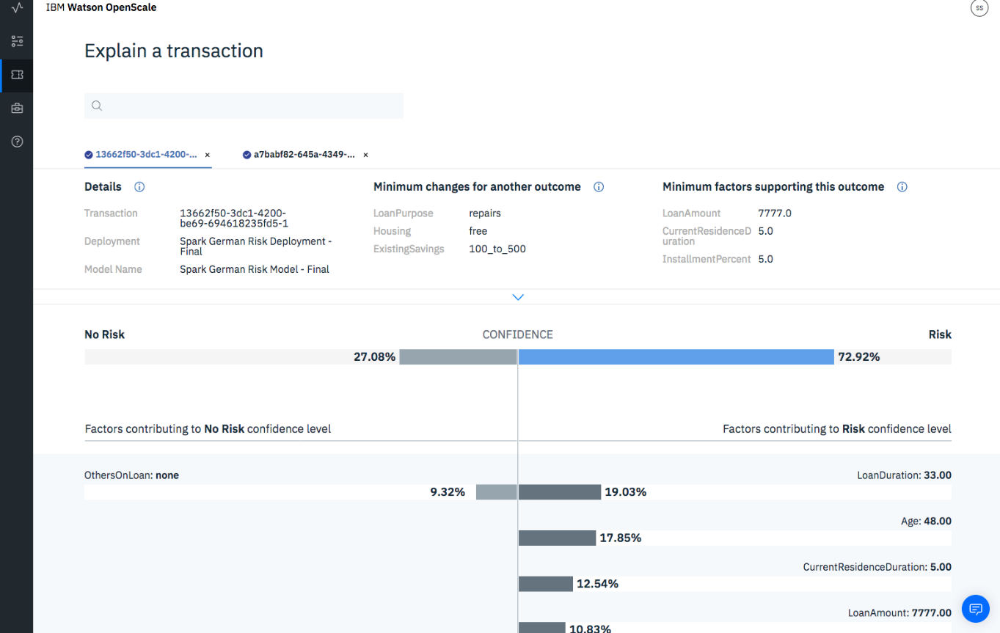 IBM Watson OpenScale
SS
Explain a transaction
13662f50-3dc1-4200-... ×
a7babf82-645a-4349-... ×
Details
Transaction 13662f50-3dc1-4200-
be69-694618235fd5-1
Deployment Spark German Risk Deployment -
Final
Model Name Spark German Risk Model - Final
Minimum changes for another outcome
LoanPurpose repairs
Housing free
ExistingSavings 100_to_500
Minimum factors supporting this outcome
LoanAmount 7777.0
CurrentResidenceD 5.0
uration
InstallmentPercent 5.0
No Risk CONFIDENCE Risk
27.08% 72.92%
Factors contributing to No Risk confidence level
Factors contributing to Risk confidence level
OthersOnLoan: none
LoanDuration: 33.00
9.32% 19.03%
Age: 48.00
17.85%
CurrentResidenceDuration: 5.00
12.54%
LoanAmount: 7777.00
10.83%